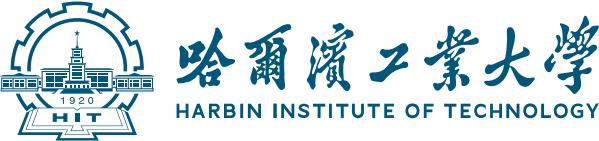 1920
HIT
哈爾濱工業大學
HARBIN INSTITUTE OF TECHNOLOGY